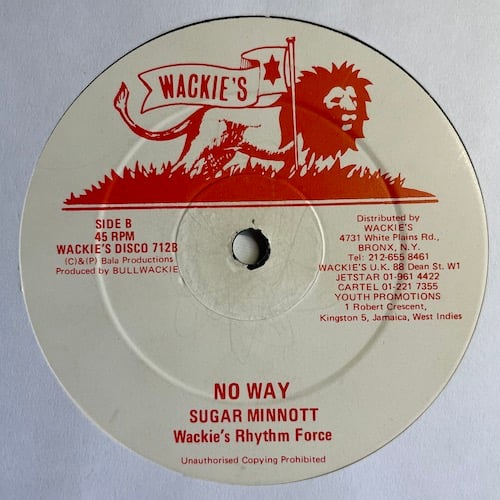 WACKIE'S
SIDE B
45 RPM
WACKIE'S DISCO 712B
(C)&(P) Bala Productions
Produced by BULLWACKIE
Distributed by
WACKIE'S
4731 White Plains Rd.,
BRONX, N.Y.
Tel: 212-655 8461
WACKIE'S U.K. 88 Dean St. W1
JETSTAR 01-961 4422
CARTEL 01-221 7355
YOUTH PROMOTIONS
1 Robert Crescent,
Kingston 5, Jamaica, West Indies
NO WAY
SUGAR MINNOTT
Wackie's Rhythm Force
Unauthorised Copying Prohibited